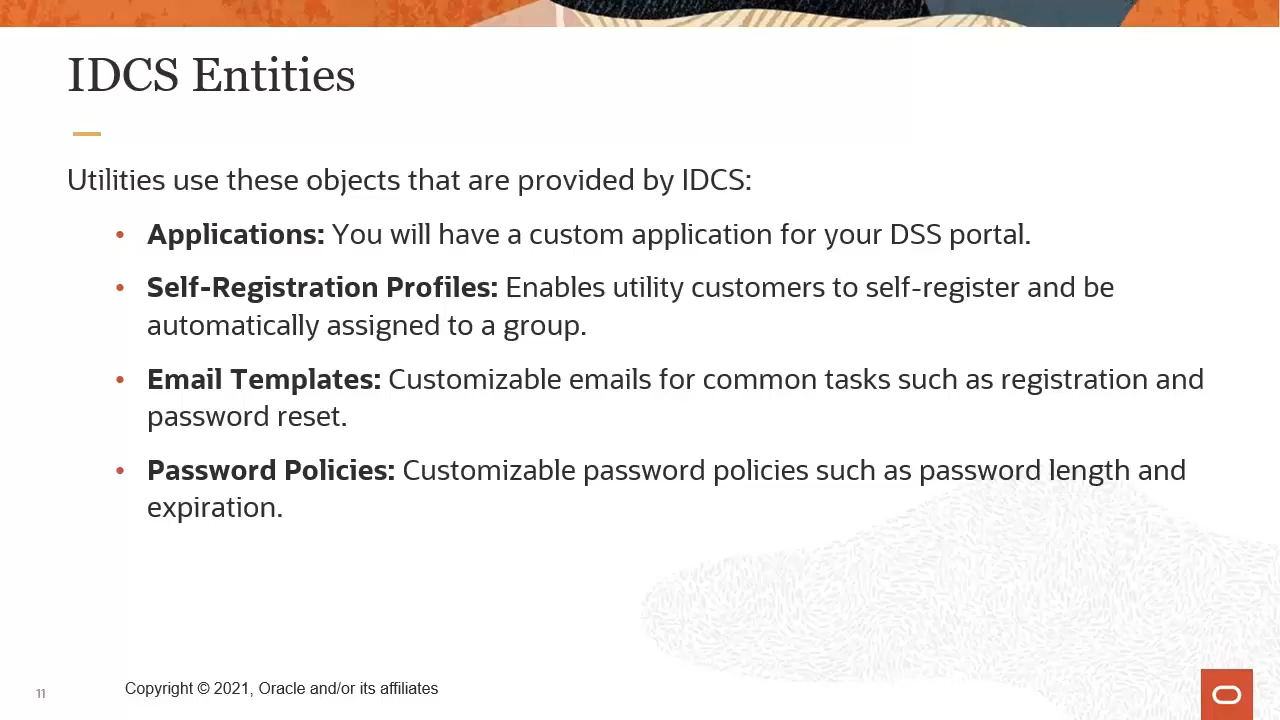 IDCS Entities
Utilities use these objects that are provided by IDCS:
• Applications: You will have a custom application for your DSS portal.
• Self-Registration Profiles: Enables utility customers to self-register and be
automatically assigned to a group.
• Email Templates: Customizable emails for common tasks such as registration and
password reset.
• Password Policies: Customizable password policies such as password length and
expiration.
11
Copyright © 2021, Oracle and/or its affiliates